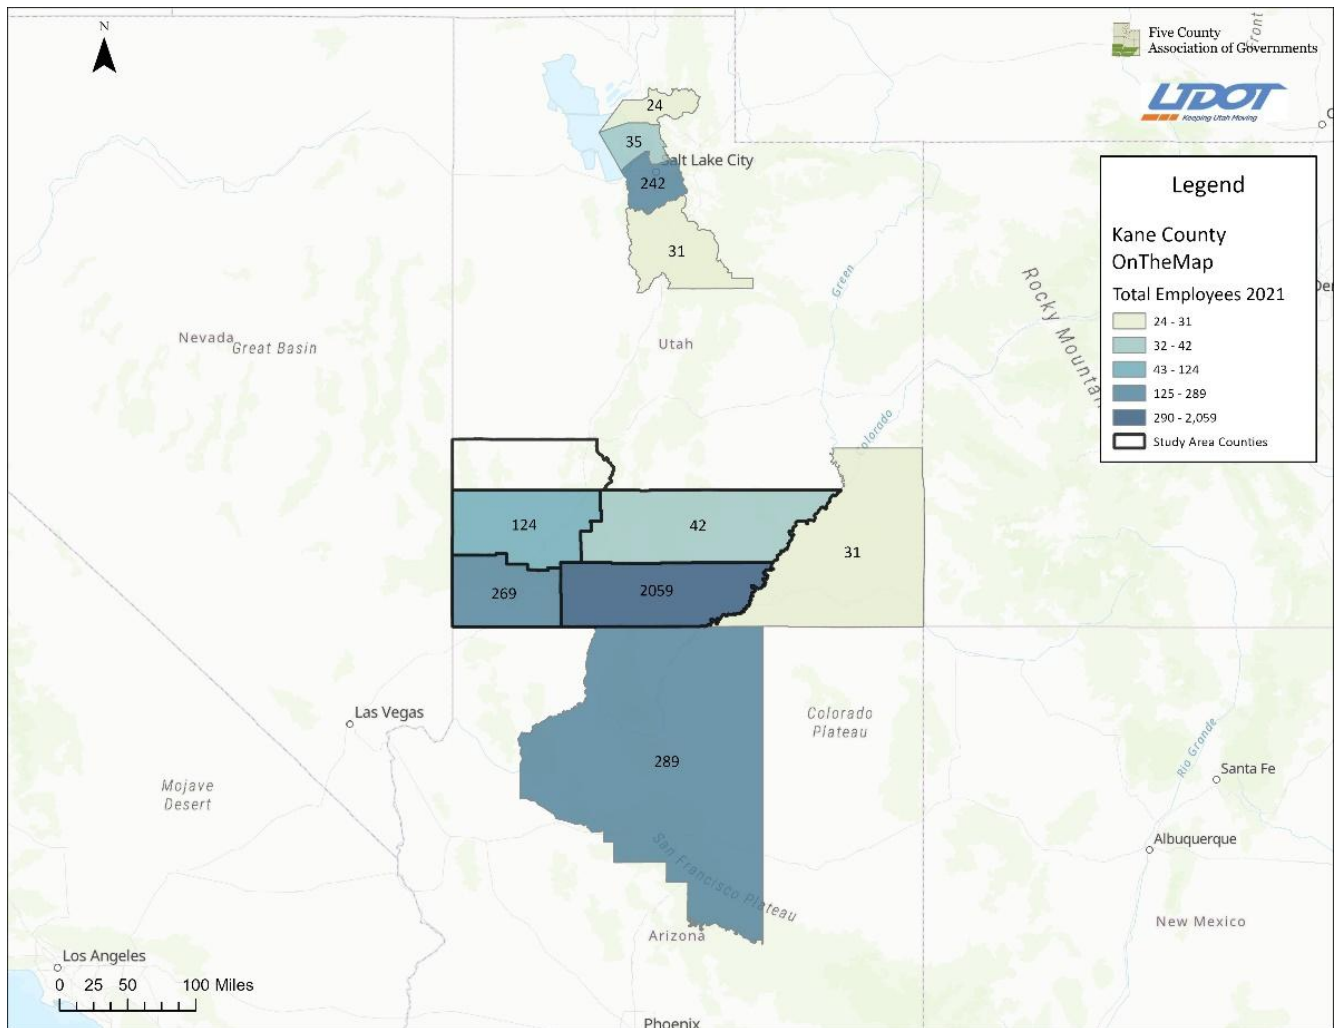 N
Five County
Association of Governments
UDOT
Keeping Utah Moving
24
35
Salt Lake City
242
31
Legend
Kane County
OnTheMap
Total Employees 2021
24 - 31
32 - 42
43 - 124
125 - 289
290 - 2,059
Study Area Counties
Green
Rocky Mountain
Nevada
Great Basin
Utah
Colorado
124
42
31
269
2059
Las Vegas
Colorado
Plateau
Mojave
Desert
289
Rio Grande
Santa Fe
San Francisco Plateau
Albuquerque
New Mexico
Arizona
Los Angeles
0 25 50 100 Miles
Phoenix